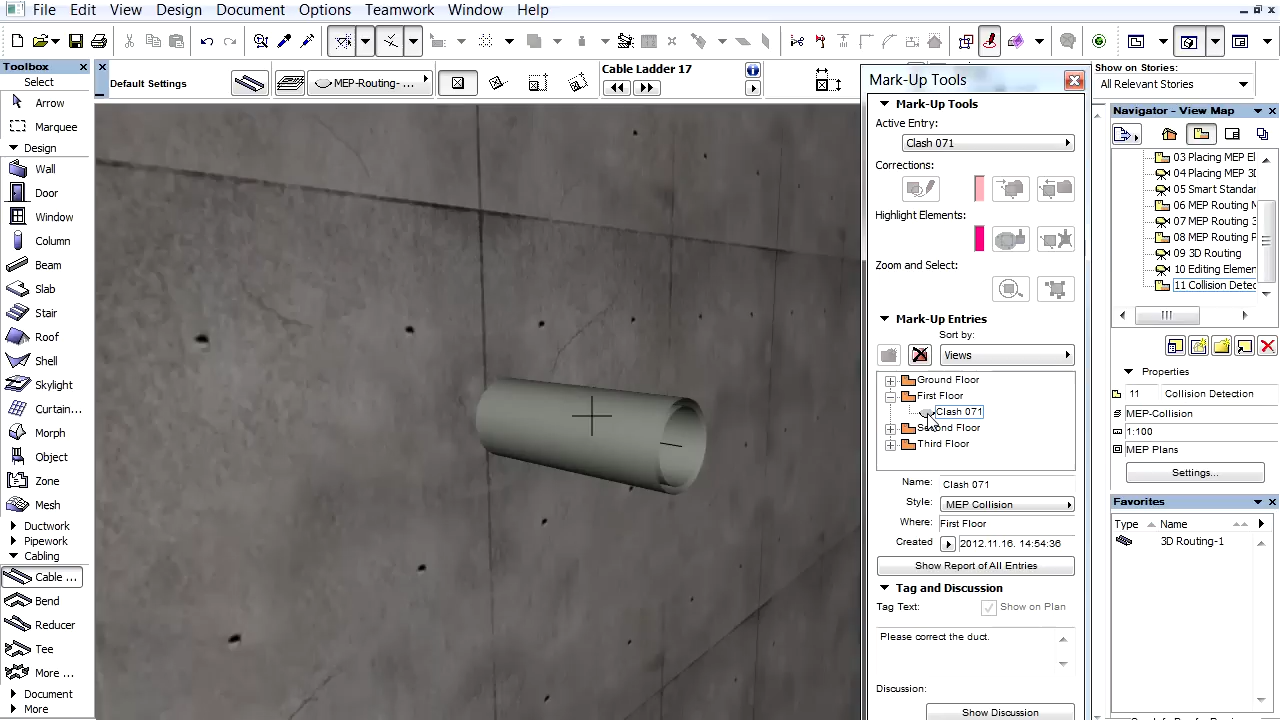 File Edit View Design Document Options Teamwork Window Help
Toolbox
Select
Arrow
Marquee
Design
Wall
Door
Window
Column
Beam
Slab
Stair
Roof
Shell
Skylight
Morph
Object
Zone
Mesh
Ductwork
Pipework
Cabling
Cable ...
Bend
Reducer
Tee
More ...
Document
More
Default Settings
MEP-Routing- ...
Cable Ladder 17
Mark-Up Tools
Mark-Up Tools
Active Entry:
Clash 071
Corrections:
Highlight Elements:
Zoom and Select:
Mark-Up Entries
Sort by:
Views
Ground Floor
First Floor
Clash 071
Second Floor
Third Floor
Name: Clash 071
Style: MEP Collision
Where: First Floor
Created 2012.11.16. 14:54:36
Show Report of All Entries
Tag and Discussion
Tag Text: Show on Plan
Please correct the duct.
Discussion:
Show Discussion
Show on Stories:
All Relevant Stories
Navigator - View Map
03 Placing MEP El
04 Placing MEP 3D
05 Smart Standar
06 MEP Routing
07 MEP Routing 3
08 MEP Routing
09 3D Routing
10 Editing Elemen
11 Collision Detec
Properties
11 Collision Detection
MEP-Collision
1:100
MEP Plans
Settings...
Favorites
Type Name
3D Routing-1